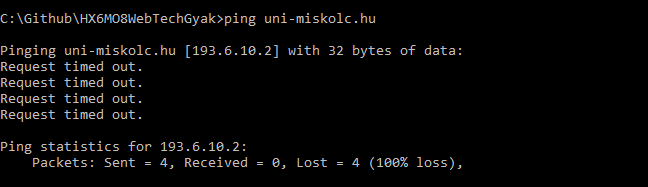 C:\Github\HX6MO8WebTechGyak>ping uni-miskolc.hu
Pinging uni-miskolc.hu [193.6.10.2] with 32 bytes of data:
Request timed out.
Request timed out.
Request timed out.
Request timed out.
Ping statistics for 193.6.10.2:
    Packets: Sent = 4, Received = 0, Lost = 4 (100% loss),